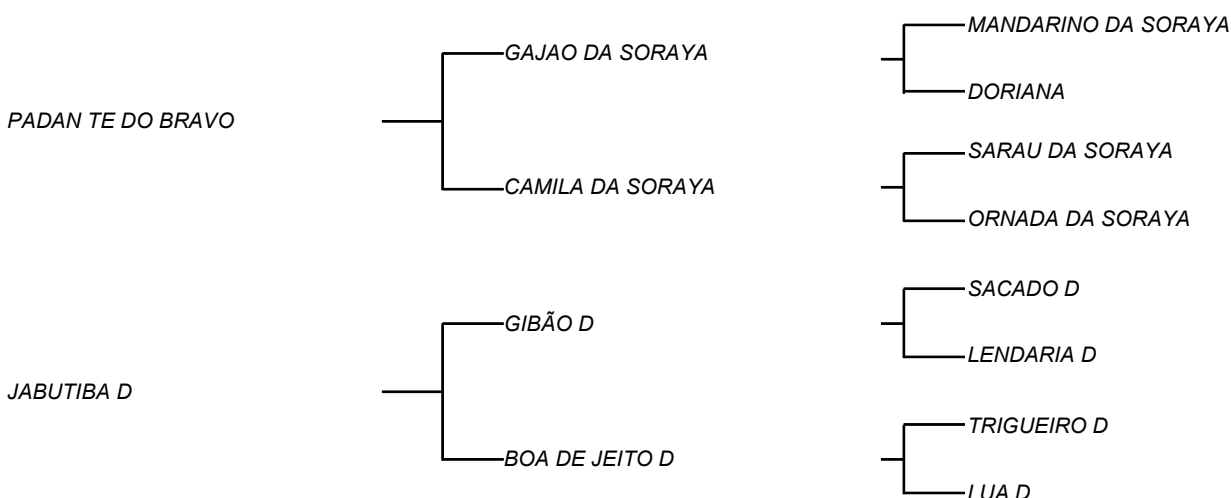 MANDARINO DA SORAYA
GAJAO DA SORAYA
DORIANA
PADAN TE DO BRAVO
SARAU DA SORAYA
CAMILA DA SORAYA
ORNADA DA SORAYA
SACADO D
GIBÃO D
LENDARIA D
JABUTIBA D
TRIGUEIRO D
BOA DE JEITO D
LUA D